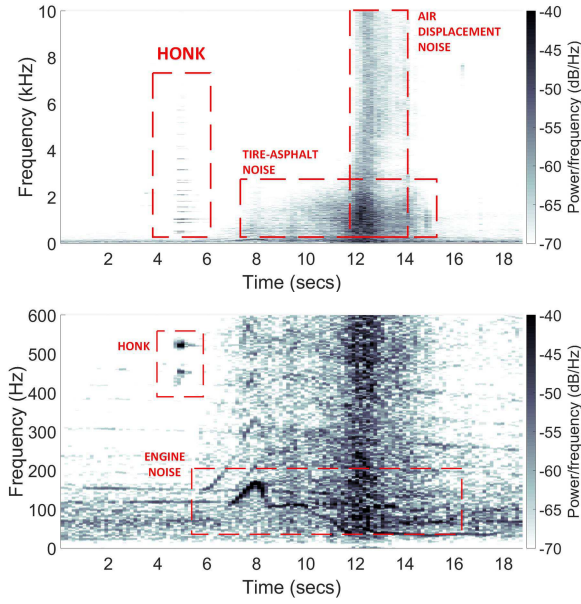 10
8
6
4
2
0
Frequency (kHz)
HONK
TIRE-ASPHALT
NOISE
AIR
DISPLACEMENT
NOISE
2 4 6 8 10 12 14 16 18
Time (secs)
-40
-45
-50
-55
-60
-65
-70
Power/frequency (dB/Hz)
600
500
400
300
200
100
0
Frequency (Hz)
HONK
ENGINE
NOISE
2 4 6 8 10 12 14 16 18
Time (secs)
-40
-45
-50
-55
-60
-65
-70
Power/frequency (dB/Hz)